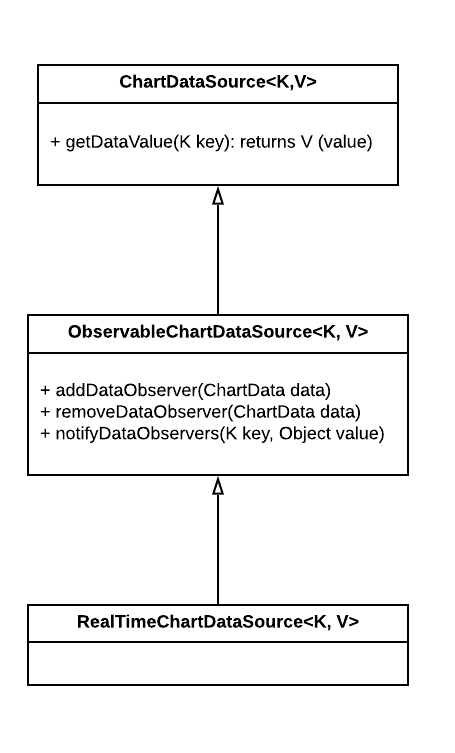 ChartDataSource<K,V>
+ getDataValue(K key): returns V (value)
ObservableChartDataSource<K, V>
+ addDataObserver(ChartData data)
+ removeDataObserver(ChartData data)
+ notifyDataObservers(K key, Object value)
RealTimeChartDataSource<K, V>